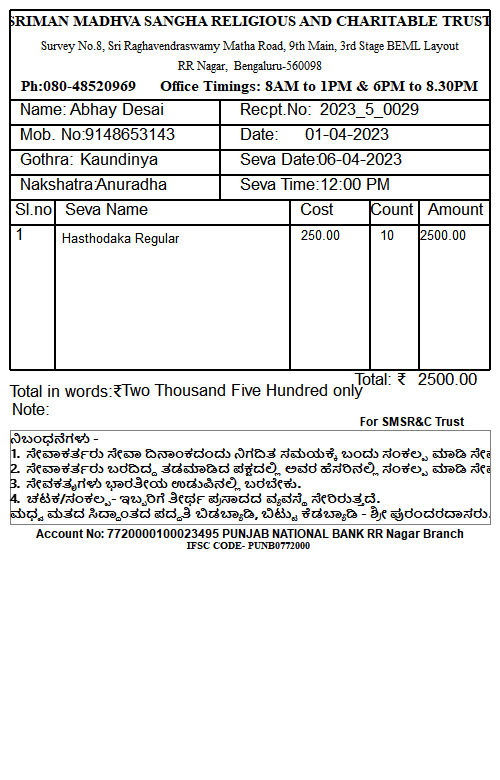 SRIMAN MADHVA SANGHA RELIGIOUS AND CHARITABLE TRUST
Survey No.8, Sri Raghavendraswamy Matha Road, 9th Main, 3rd Stage BEML Layout
RR Nagar, Bengaluru-560098
Ph:080-48520969 Office Timings: 8AM to 1PM & 6PM to 8.30PM
Name: Abhay Desai Recpt.No: 2023_5_0029
Mob. No:9148653143 Date: 01-04-2023
Gothra: Kaundinya Seva Date:06-04-2023
Nakshatra:Anuradha Seva Time:12:00 PM
Sl.no Seva Name Cost Count Amount
1 Hasthodaka Regular 250.00 10 2500.00
Total: ₹ 2500.00
Total in words:₹Two Thousand Five Hundred only
Note:
For SMSR&C Trust
ನಿಬಂಧನೆಗಳು -
1. ಸೇವಾಕರ್ತರು ಸೇವಾ ದಿನಾಂಕದಂದು ನಿಗದಿತ ಸಮಯಕ್ಕೆ ಬಂದು ಸಂಕಲ್ಪ ಮಾಡಿ
2. ಸೇವಾಕರ್ತರು ಬರದಿದ್ದ ತಡಮಾಡಿದ ಪಕ್ಷದಲ್ಲಿ ಅವರ ಹೆಸರಿನಲ್ಲಿ ಸಂಕಲ್ಪ ಮಾಡಿ
3. ಸೇವಕತೃಗಳು ಭಾರತೀಯ ಉಡುಪಿನಲ್ಲಿ ಬರಬೇಕು.
4. ಚಟಕ/ಸಂಕಲ್ಪ- ಇಬ್ಬರಿಗೆ ತೀರ್ಥ ಪ್ರಸಾದದ ವ್ಯವಸ್ಥೆ ಸೇರಿರುತ್ತದೆ.
ಮಧ್ವ ಮತದ ಸಿದ್ಧಾಂತದ ಪದ್ಧತಿ ಬಿಡಬ್ಯಾಡಿ, ಬಿಟ್ಟು ಕೆಡಬ್ಯಾಡಿ - ಶ್ರೀ ಪುರಂದರದಾಸರು.
Account No: 7720000100023495 PUNJAB NATIONAL BANK RR Nagar Branch
IFSC CODE- PUNB0772000